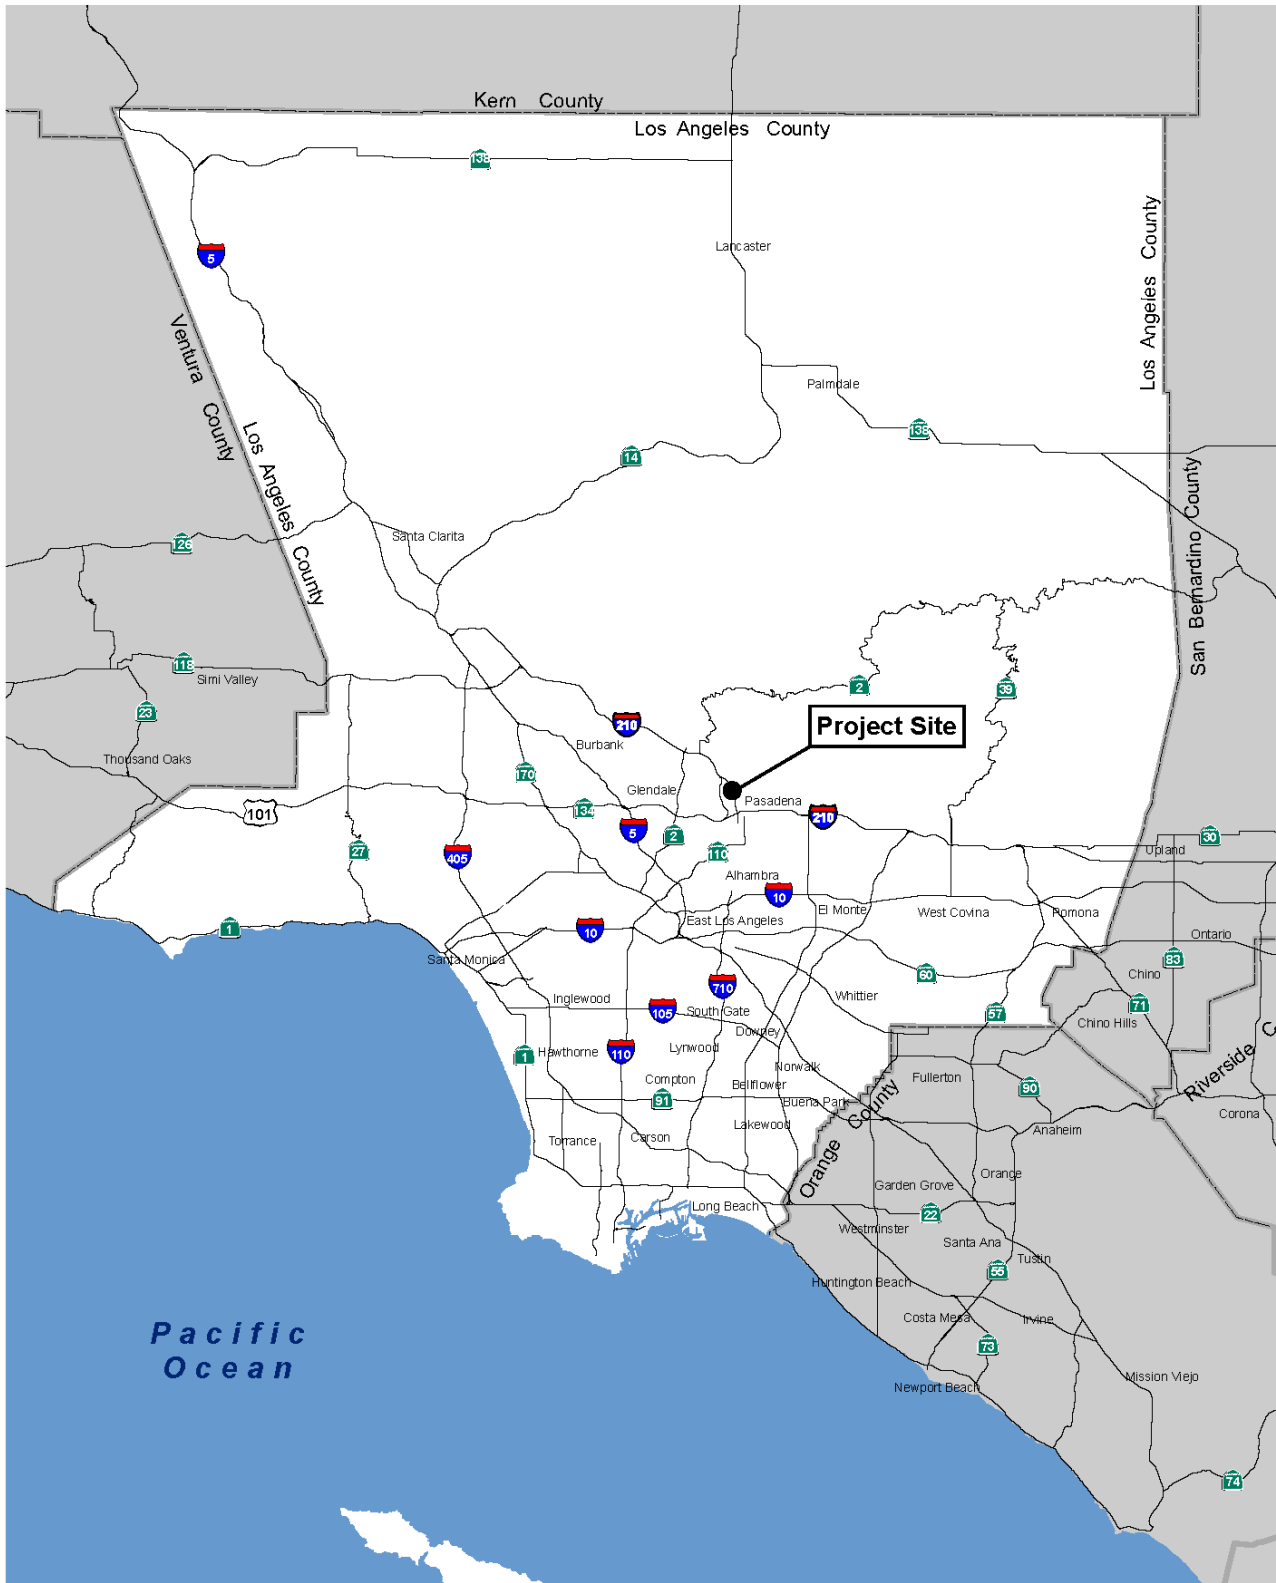 Kern County
Los Angeles County
138
Los Angeles County
Lancaster
5
Ventura County
Palmdale
138
Los Angeles County
14
San Bernardino County
Santa Clarita
126
118
Simi Valley
2
39
23
210
Project Site
Burbank
Thousand Oaks
170
Glendale
Pasadena
101
134
210
5
2
30
Upland
27
405
110
Alhambra
10
El Monte
West Covina
Pomona
East Los Angeles
1
10
Ontario
Santa Monica
83
Chino
60
710
Whittier
Inglewood
71
105
South Gate
57
Chino Hills
Downey
1
Hawthorne
110
Lynwood
Norwalk
Riverside C
Compton
Bellflower
Fullerton
90
91
Buena Park
Orange County
Corona
Lakewood
Anaheim
Torrance
Carson
Orange
Garden Grove
Long Beach
22
Westminster
Santa Ana
Tustin
55
Huntington Beach
Costa Mesa
Irvine
Pacific
Ocean
73
Mission Viejo
Newport Beach
74